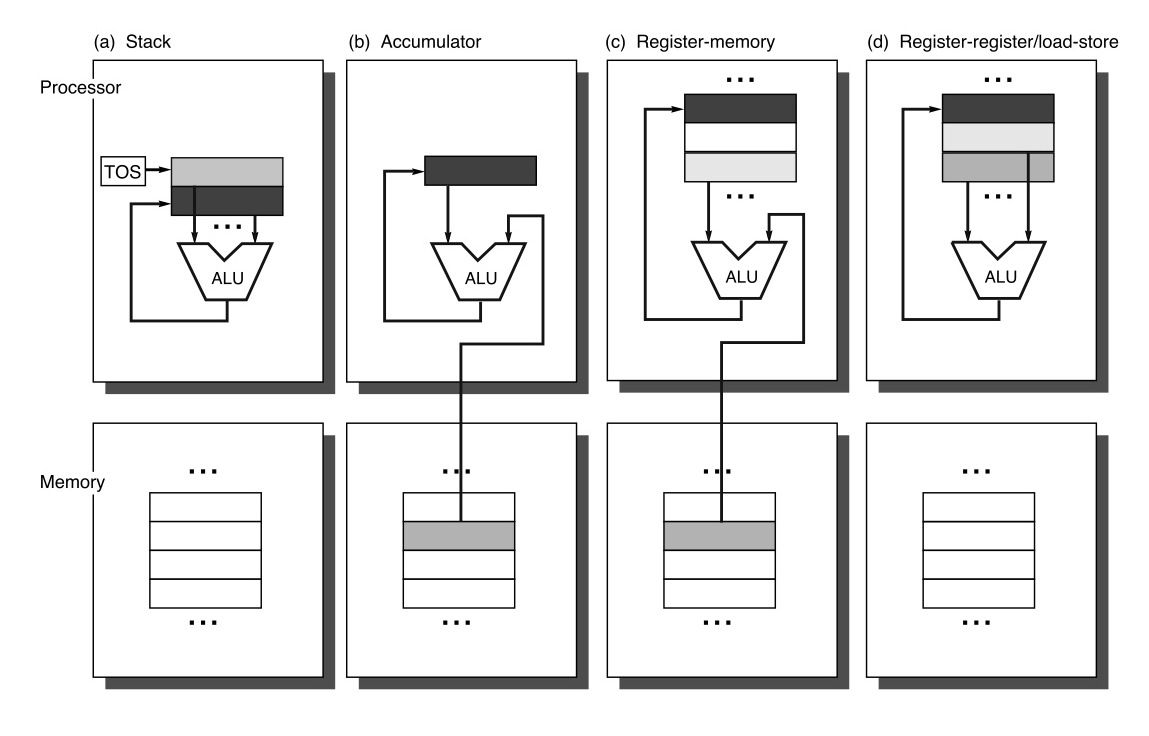 (a) Stack
(b) Accumulator
(c) Register-memory
(d) Register-register/load-store
Processor
...
...
TOS
...
...
...
ALU
ALU
ALU
ALU
Memory
...
...
...
...
...
...
...
...